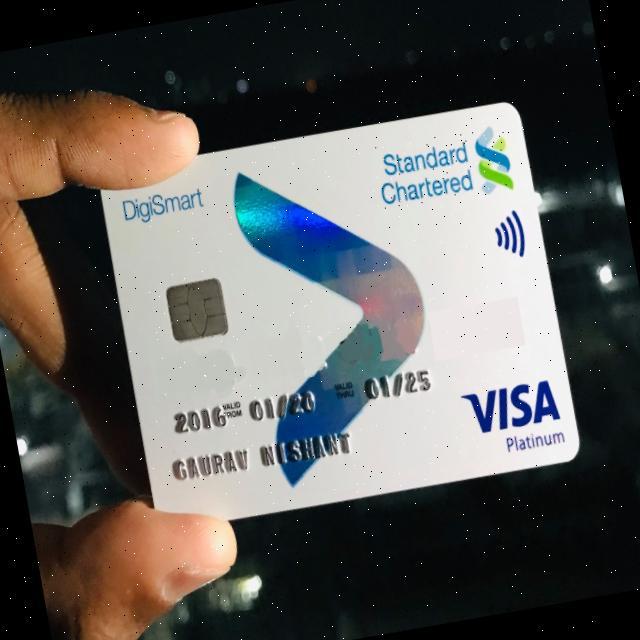 DigiSmart
Standard
Chartered
2016 VALID FROM 01/20 VALID THRU 01/25
GAURAV NISHANT
VISA
Platinum